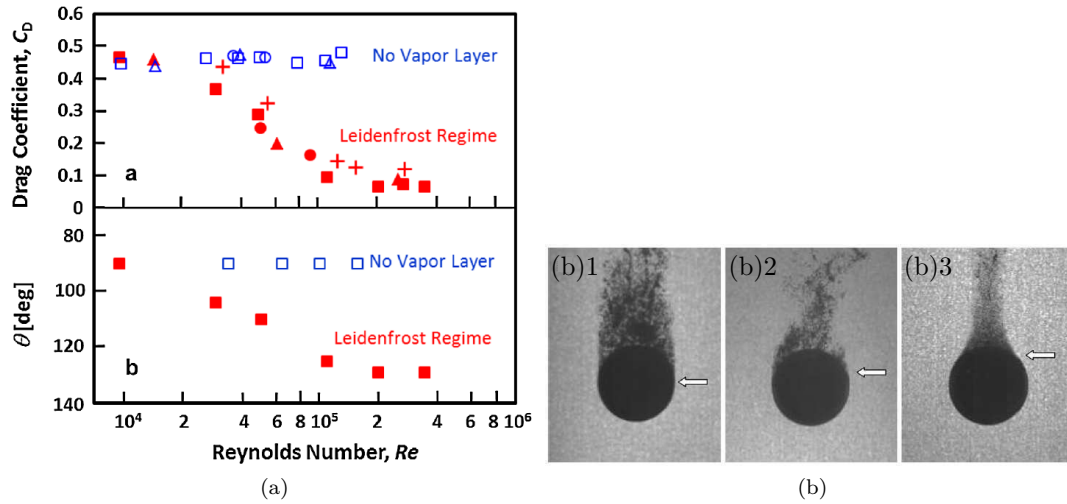 0.6
0.5
0.4
0.3
0.2
0.1
0
Drag Coefficient, C_D
No Vapor Layer
Leidenfrost Regime
a
80
100
120
140
θ[deg]
No Vapor Layer
Leidenfrost Regime
b
10⁴ 2 4 6 8 10⁵ 2 4 6 8 10⁶
Reynolds Number, Re
(a)
(b)1 (b)2 (b)3
(b)